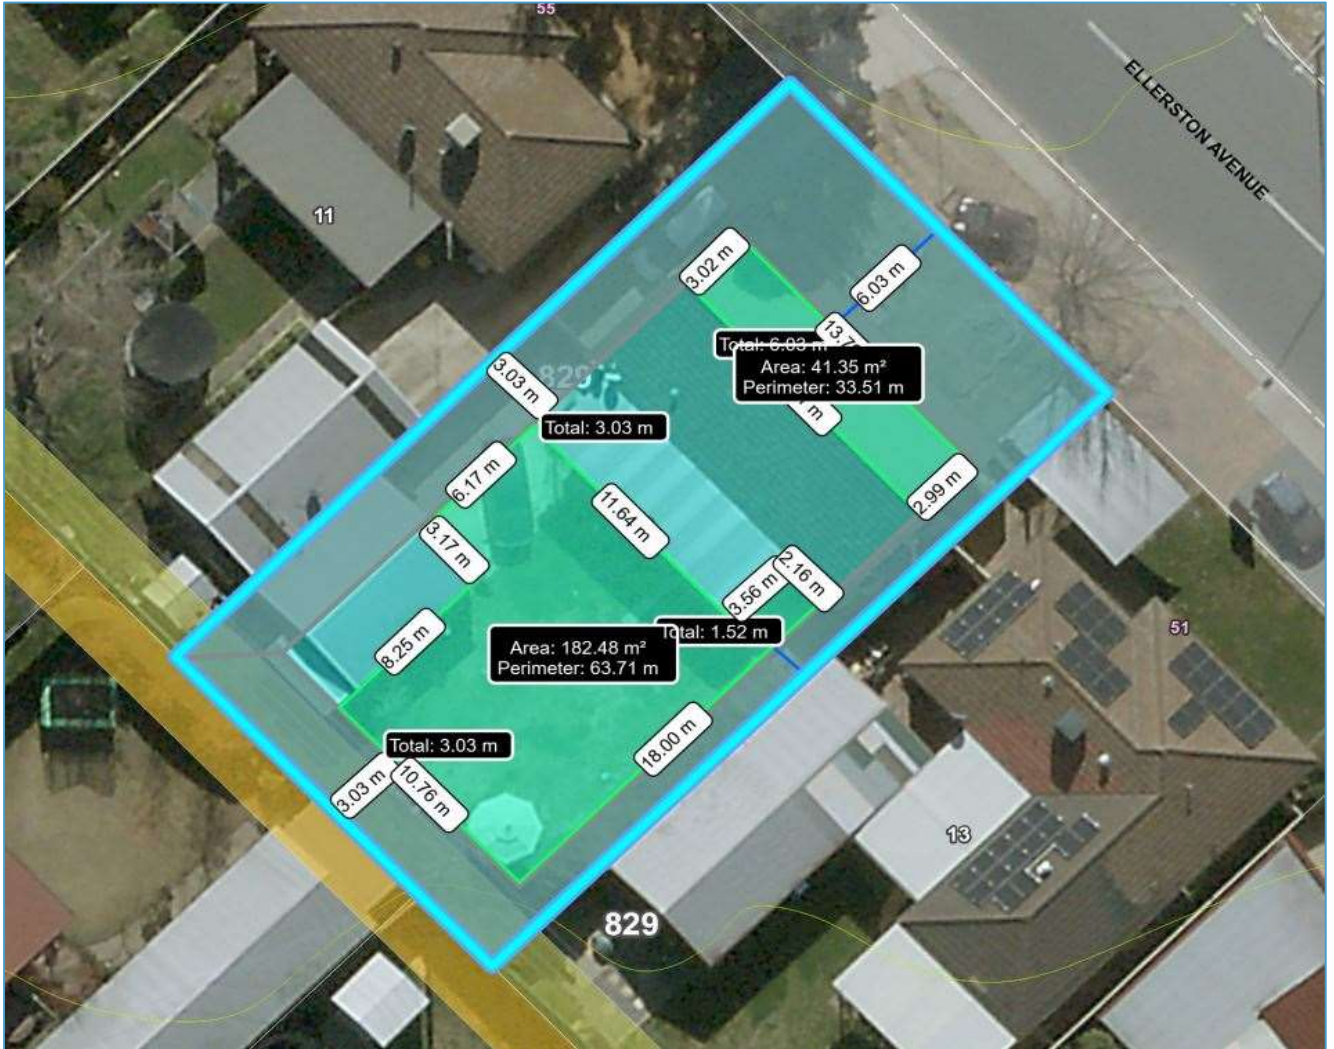 55
ELLERSTON AVENUE
11
3.02 m
6.03 m
13.7
Total: 6.03 m
Area: 41.35 m²
Perimeter: 33.51 m
m
829
3.03 m
Total: 3.03 m
6.17 m
2.99 m
11.64 m
3.17 m
2.16 m
3.56 m
8.25 m
Total: 1.52 m
Area: 182.48 m²
Perimeter: 63.71 m
51
18.00 m
Total: 3.03 m
3.03 m
10.76 m
13
829